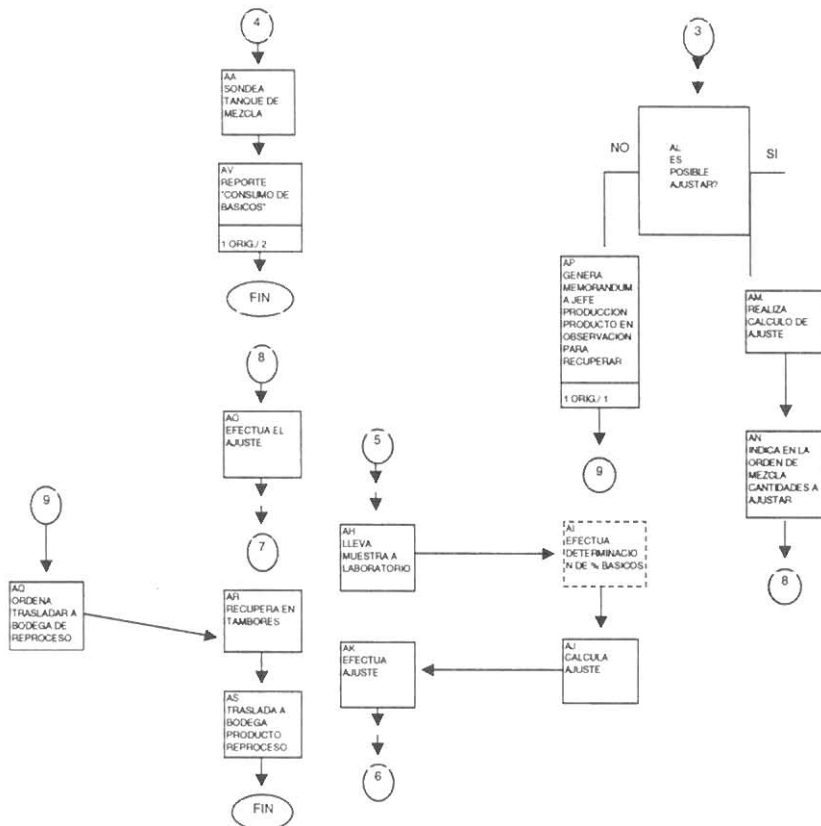 4
AA
SONDEA
TANQUE DE
MEZCLA
AV
REPORTE
"CONSUMO DE
BASICOS"
1 ORIG./ 2
FIN
3
NO
AL
ES
POSIBLE
AJUSTAR?
SI
AP
GENERA
MEMORANDUM
A JEFE
PRODUCCION
PRODUCTO EN
OBSERVACION
PARA
RECUPERAR
1 ORIG./ 1
9
AM
REALIZA
CALCULO DE
AJUSTE
AN
INDICA EN LA
ORDEN DE
MEZCLA
CANTIDADES A
AJUSTAR
8
8
AO
EFECTUA EL
AJUSTE
7
5
AH
LLEVA
MUESTRA A
LABORATORIO
AI
EFECTUA
DETERMINACIO
N DE % BASICOS
AJ
CALCULA
AJUSTE
AK
EFECTUA
AJUSTE
6
9
AQ
ORDENA
TRASLADAR A
BODEGA DE
REPROCESO
AR
RECUPERA EN
TAMBORES
AS
TRASLADA A
BODEGA
PRODUCTO
REPROCESO
FIN